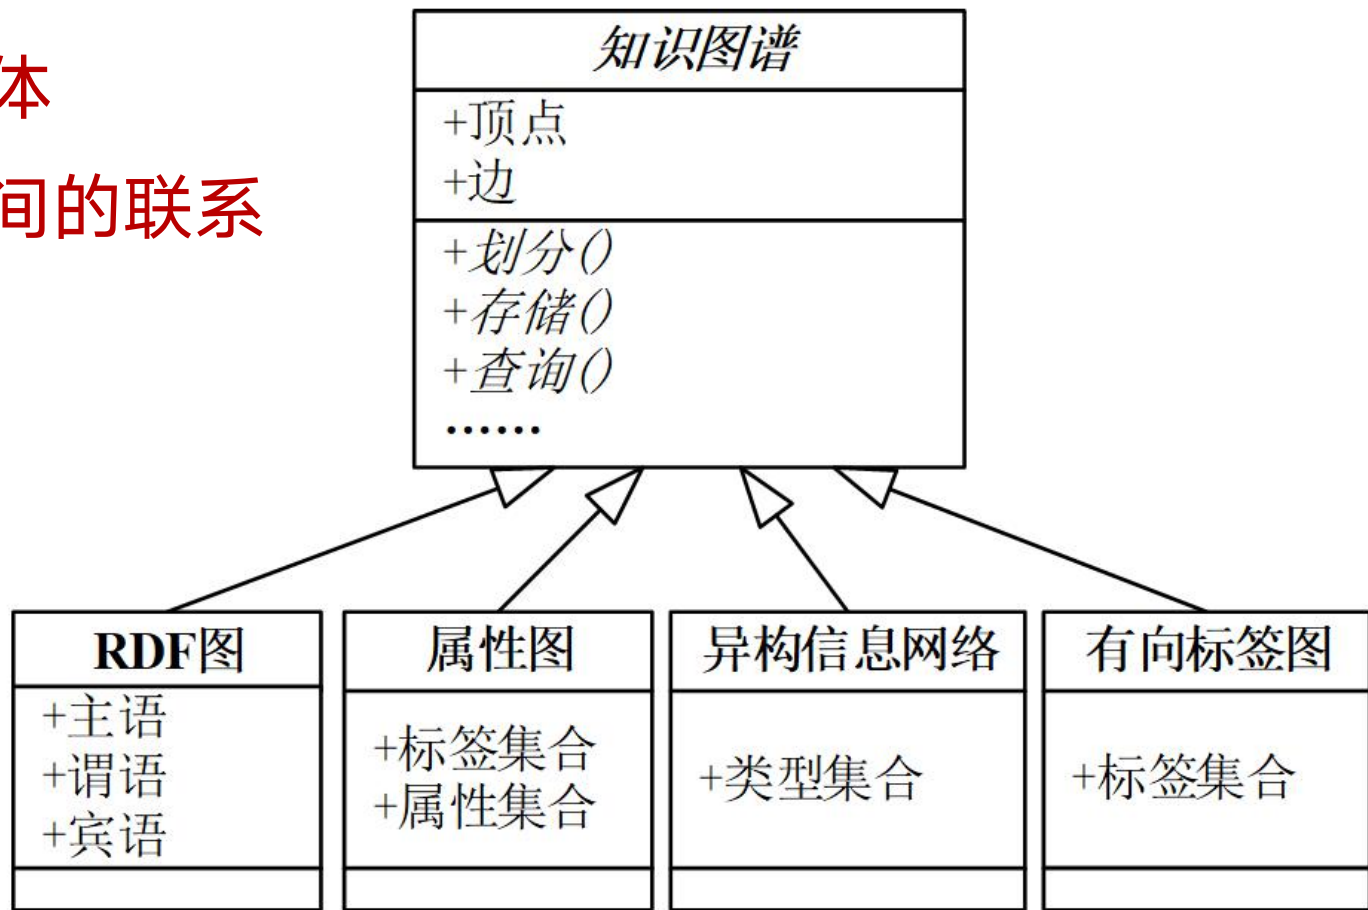 体
间的联系
知识图谱
+顶点
+边
+划分()
+存储()
+查询()
……
RDF图
+主语
+谓语
+宾语
属性图
+标签集合
+属性集合
异构信息网络
+类型集合
有向标签图
+标签集合